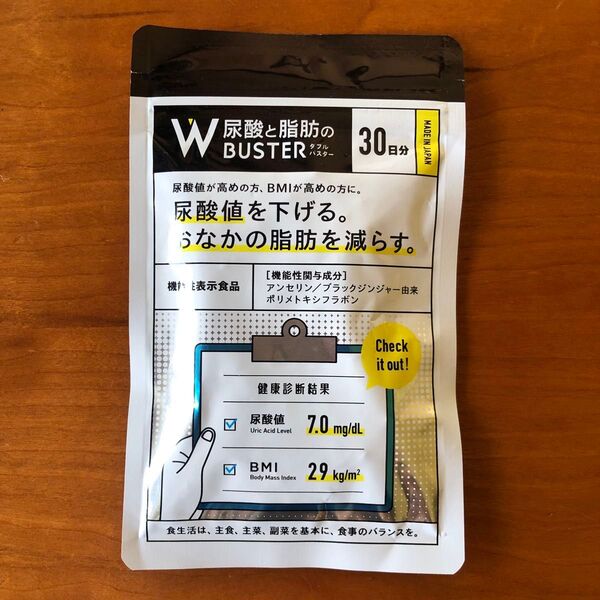 W 尿酸と脂肪の
BUSTER タブル バスター
30日分
MADE IN JAPAN
尿酸値が高めの方、BMIが高めの方に。
尿酸値を下げる。
おなかの脂肪を減らす。
機能性表示食品
[機能性関与成分]
アンセリン/ブラックジンジャー由来
ポリメトキシフラボン
Check
it out!
健康診断結果
尿酸値 7.0 mg/dL
Uric Acid Level
BMI 29 kg/m²
Body Mass Index
食生活は、主食、主菜、副菜を基本に、食事のバランスを。